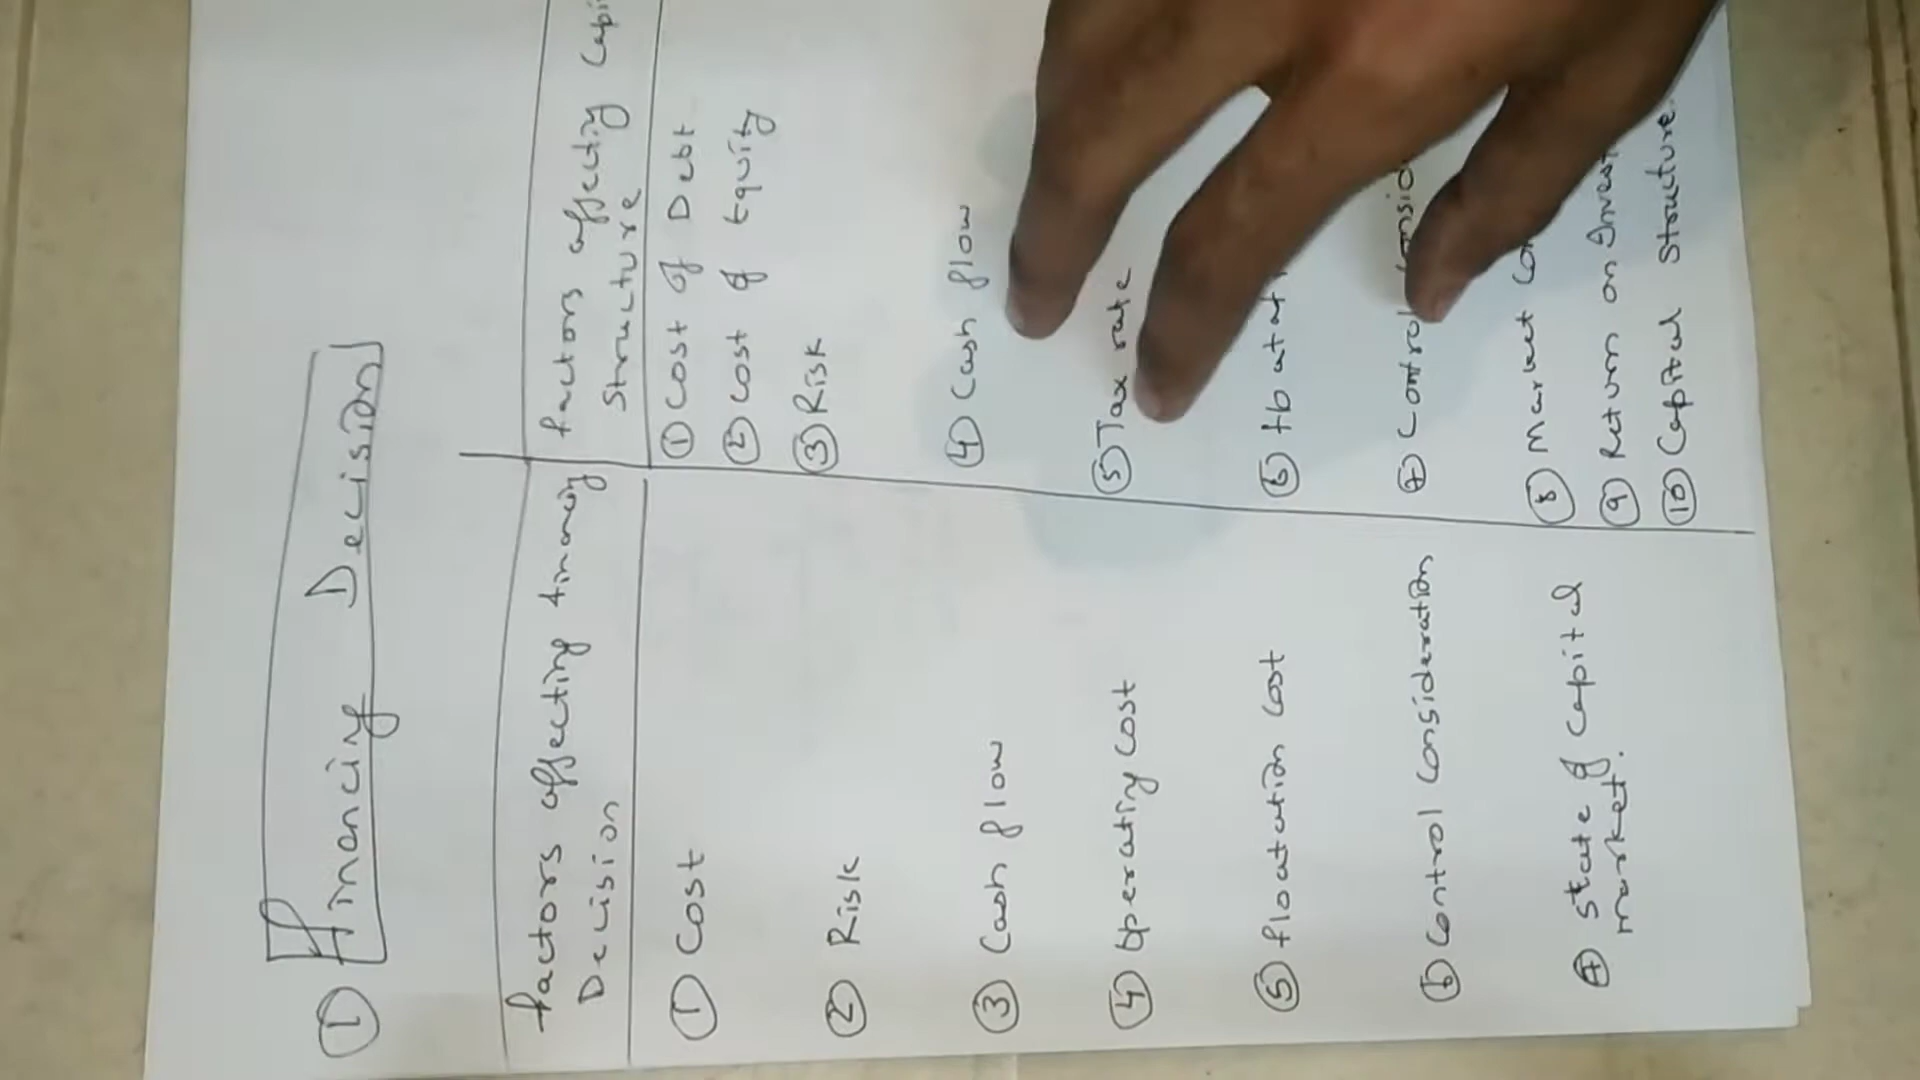 ① Financing Decision
factors affecting financing
Decision
① Cost
② Risk
③ Cash flow
④ Operating Cost
⑤ floatation Cost
⑥ Control Consideration
⑦ State of Capital
market.
factors affecting
Structure
① Cost of Debt
② Cost of Equity
③ Risk
④ Cash flow
⑤ Tax rate
⑥
⑦ Control
⑧ Market
⑨ Return on
⑩ Capital Structure.